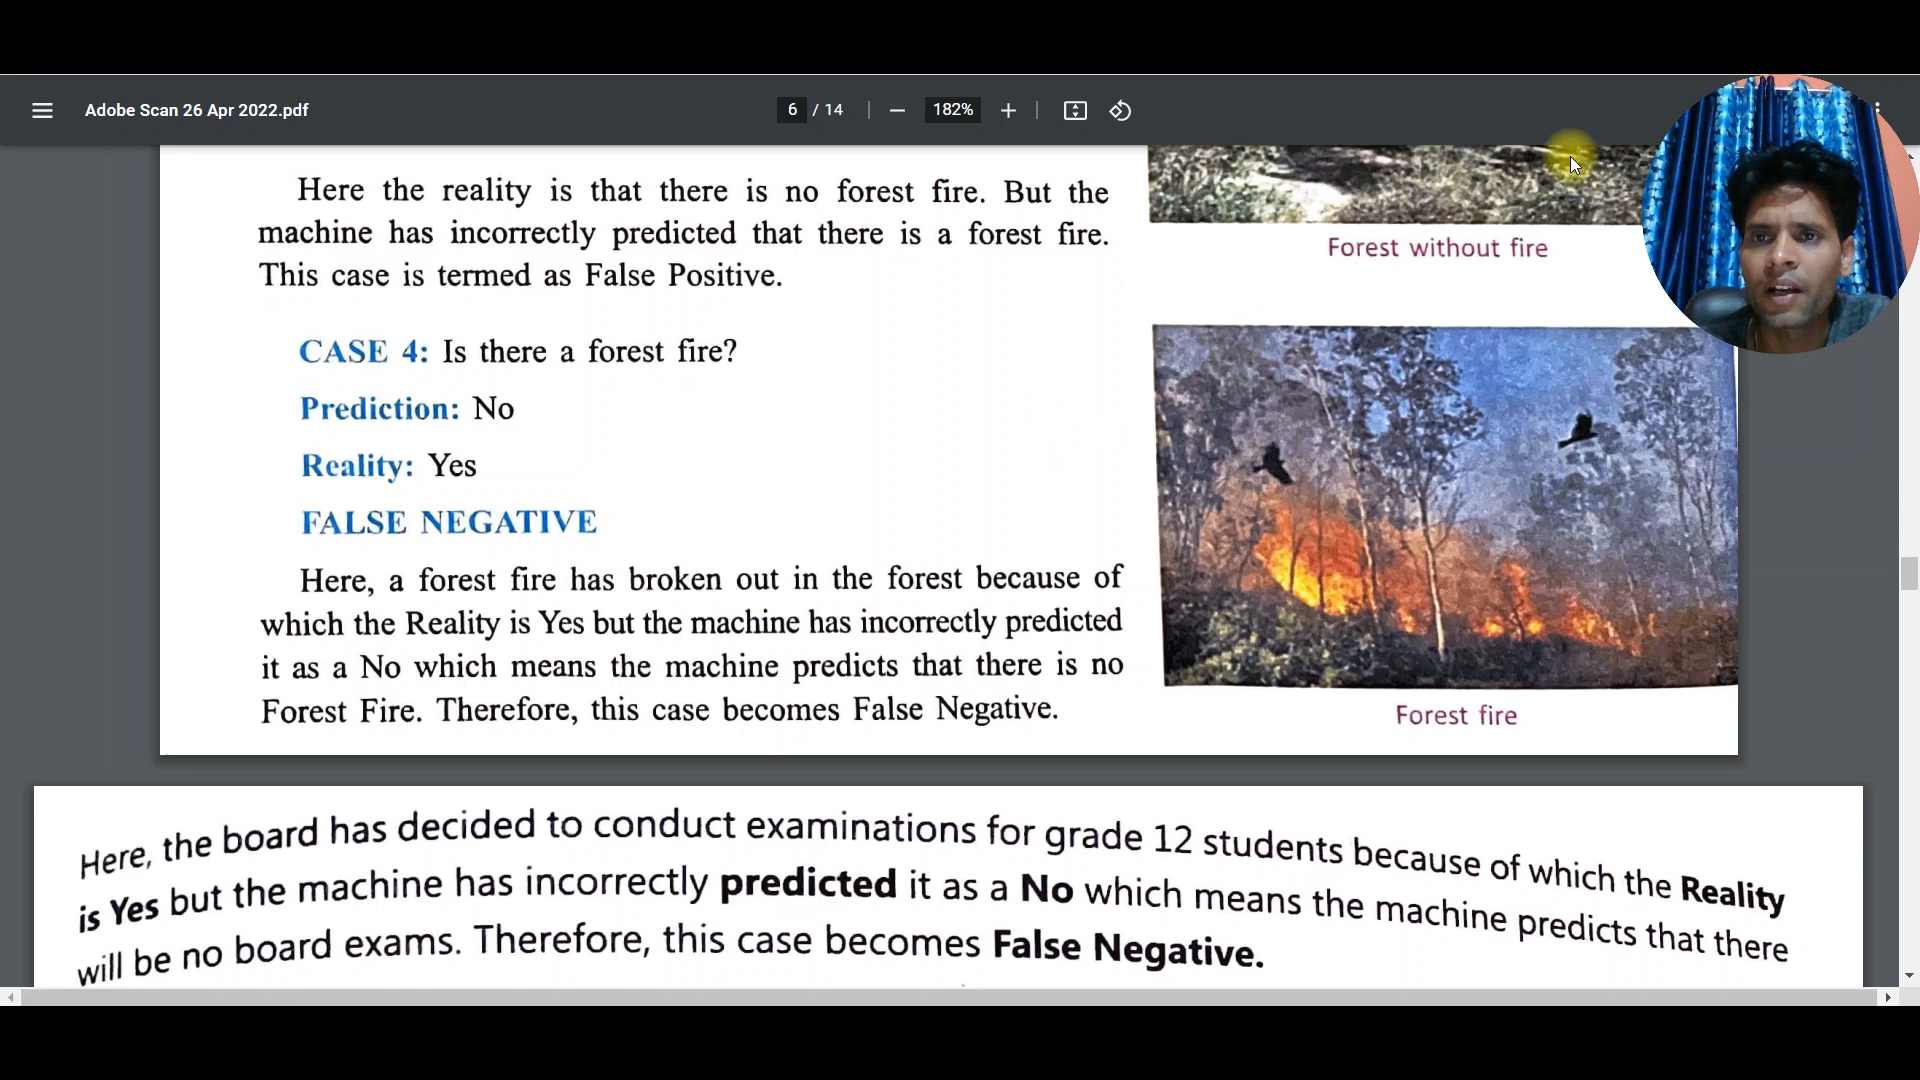 Adobe Scan 26 Apr 2022.pdf
6 / 14
182%
Here the reality is that there is no forest fire. But the
machine has incorrectly predicted that there is a forest fire.
This case is termed as False Positive.
Forest without fire
CASE 4: Is there a forest fire?
Prediction: No
Reality: Yes
FALSE NEGATIVE
Here, a forest fire has broken out in the forest because of
which the Reality is Yes but the machine has incorrectly predicted
it as a No which means the machine predicts that there is no
Forest Fire. Therefore, this case becomes False Negative.
Forest fire
Here, the board has decided to conduct examinations for grade 12 students because of which the Reality
is Yes but the machine has incorrectly predicted it as a No which means the machine predicts that there
will be no board exams. Therefore, this case becomes False Negative.